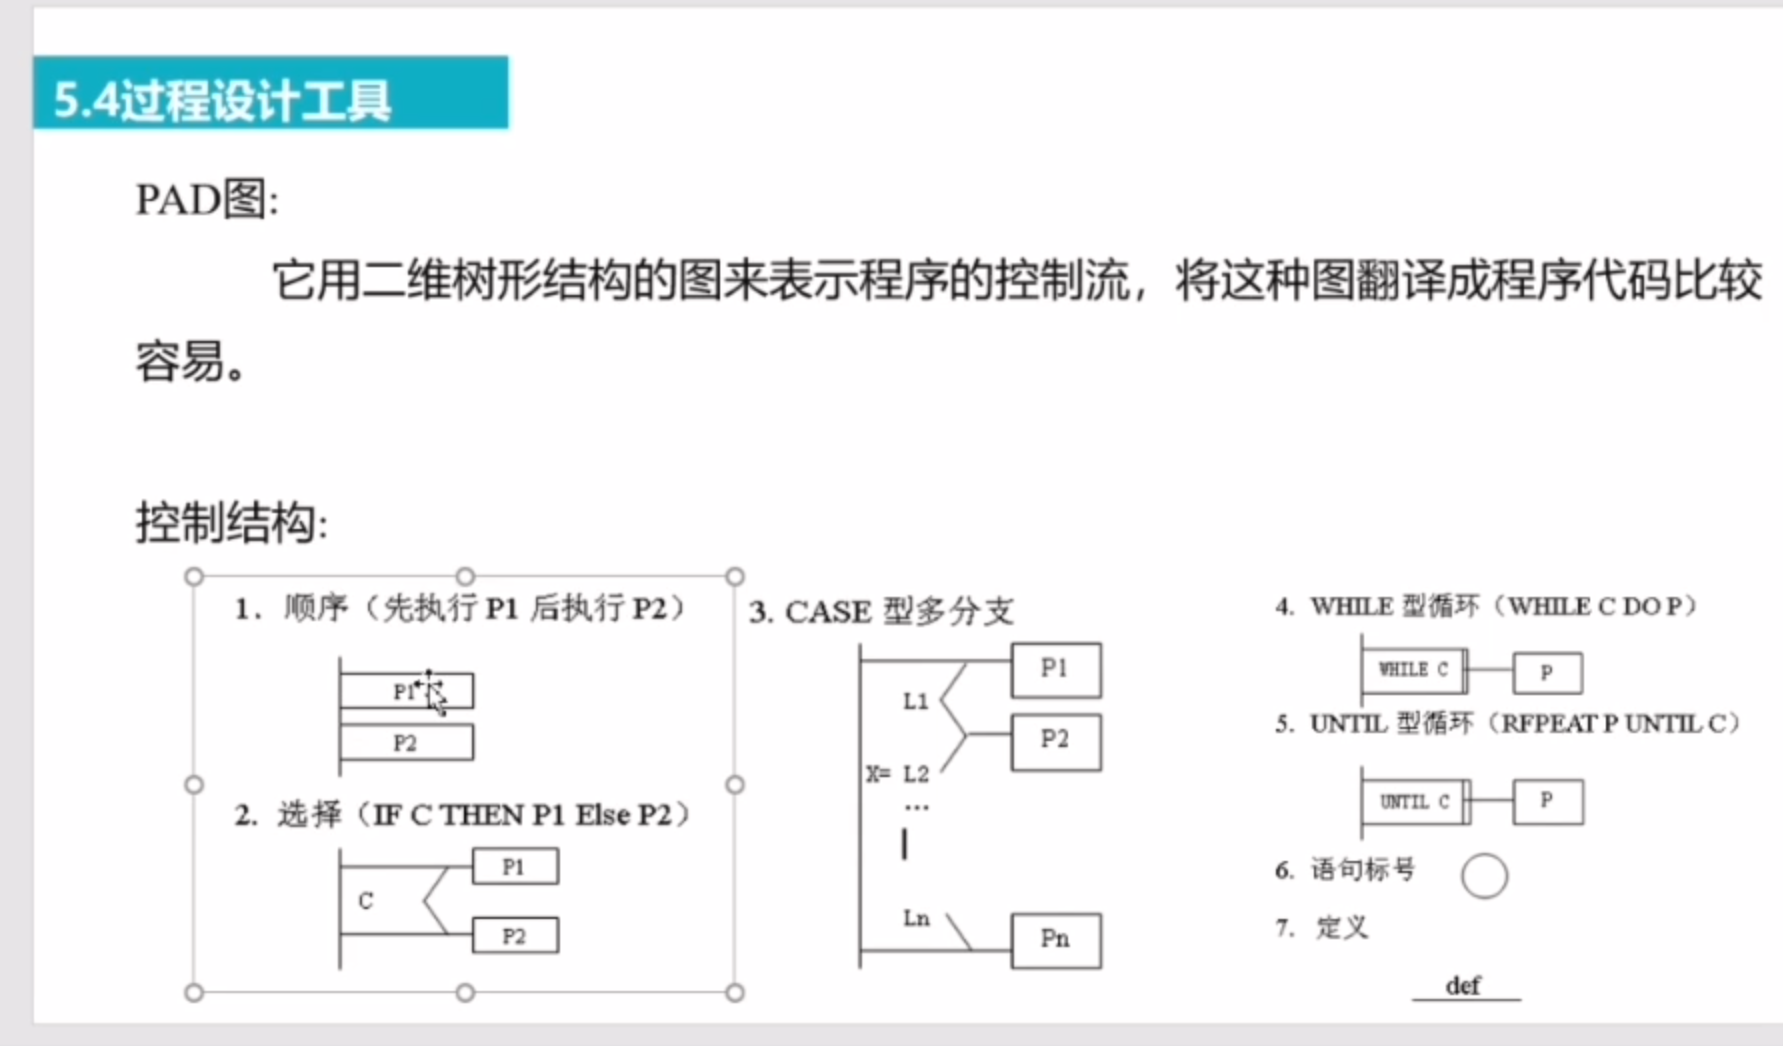 5.4过程设计工具
PAD图:
它用二维树形结构的图来表示程序的控制流，将这种图翻译成程序代码比较
容易。
控制结构:
1. 顺序（先执行 P1 后执行 P2）
P1
P2
2. 选择（IF C THEN P1 Else P2）
P1
C
P2
3. CASE 型多分支
P1
L1
P2
X= L2
...
Ln
Pn
4. WHILE 型循环（WHILE C DO P）
WHILE C
P
5. UNTIL 型循环（RFPEAT P UNTIL C）
UNTIL C
P
6. 语句标号
7. 定义
def